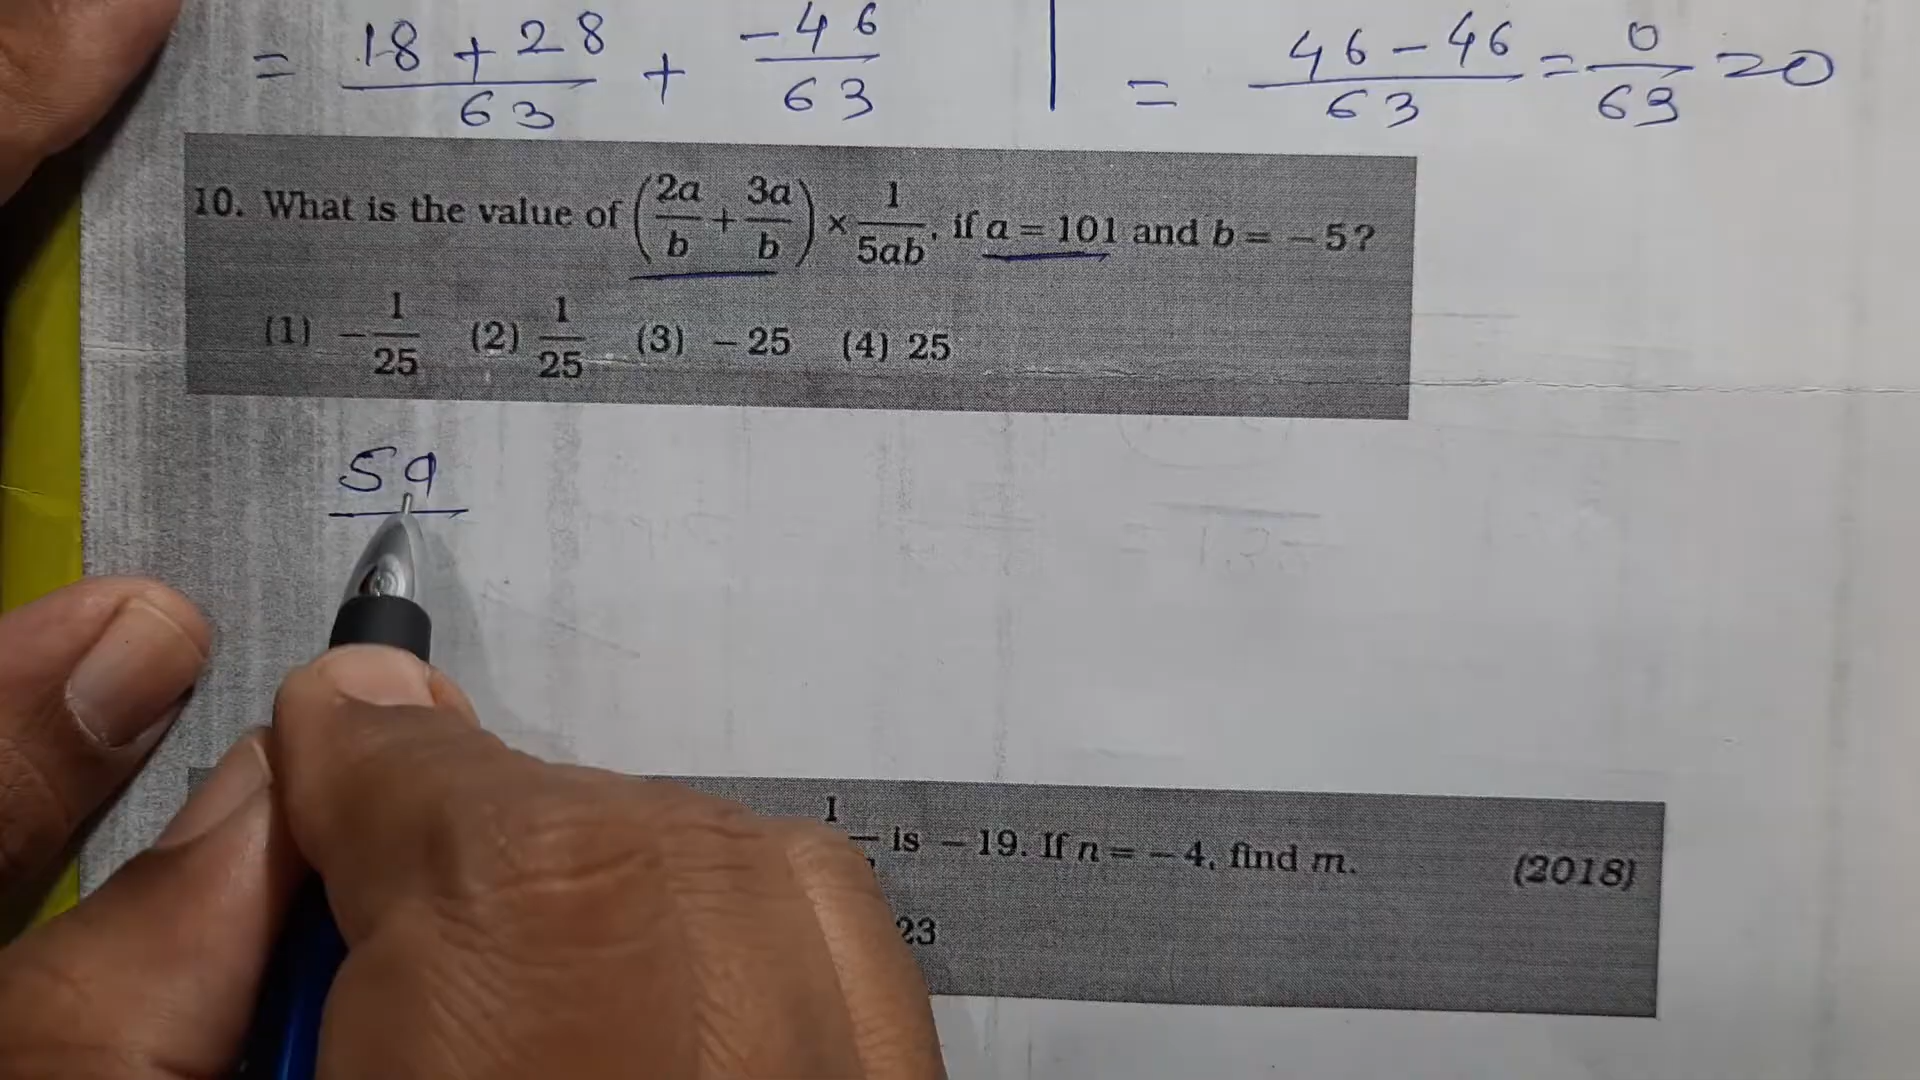 = 18 + 28 / 63 + -46 / 63 | = 46 - 46 / 63 = 0 / 63 = 0
10. What is the value of (2a/b + 3a/b) × 1/5ab, if a = 101 and b = -5?
(1) -1/25 (2) 1/25 (3) -25 (4) 25
5a
1 is -19. If n = -4, find m. (2018)
23